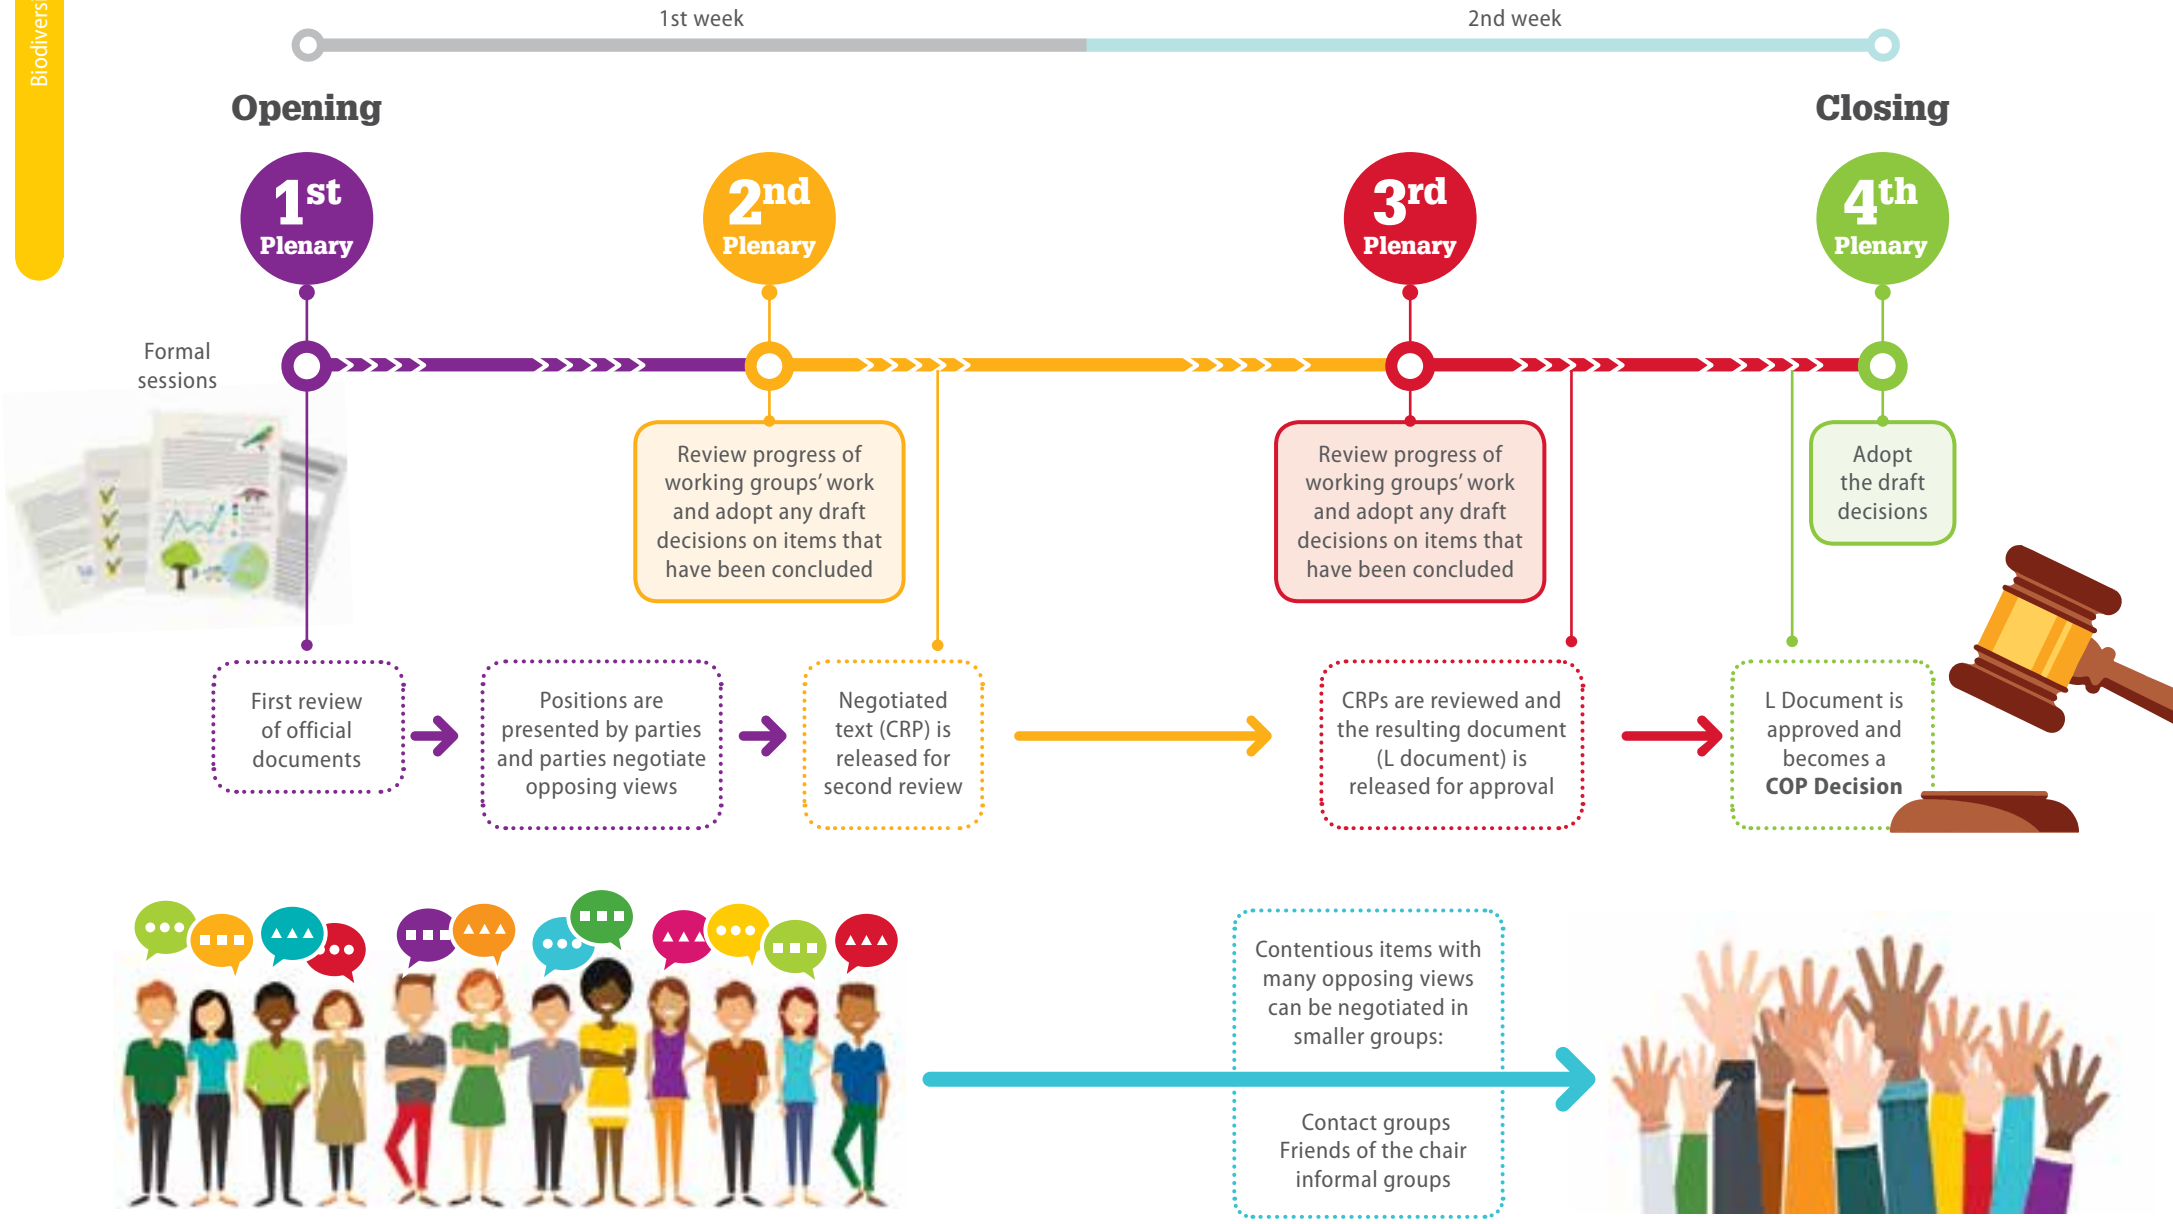 1st week
2nd week
Opening
Closing
1st
Plenary
2nd
Plenary
3rd
Plenary
4th
Plenary
Formal
sessions
Review progress of
working groups’ work
and adopt any draft
decisions on items that
have been concluded
Review progress of
working groups’ work
and adopt any draft
decisions on items that
have been concluded
Adopt
the draft
decisions
First review
of official
documents
Positions are
presented by parties
and parties negotiate
opposing views
Negotiated
text (CRP) is
released for
second review
CRPs are reviewed and
the resulting document
(L document) is
released for approval
L Document is
approved and
becomes a
COP Decision
Contentious items with
many opposing views
can be negotiated in
smaller groups:
Contact groups
Friends of the chair
informal groups